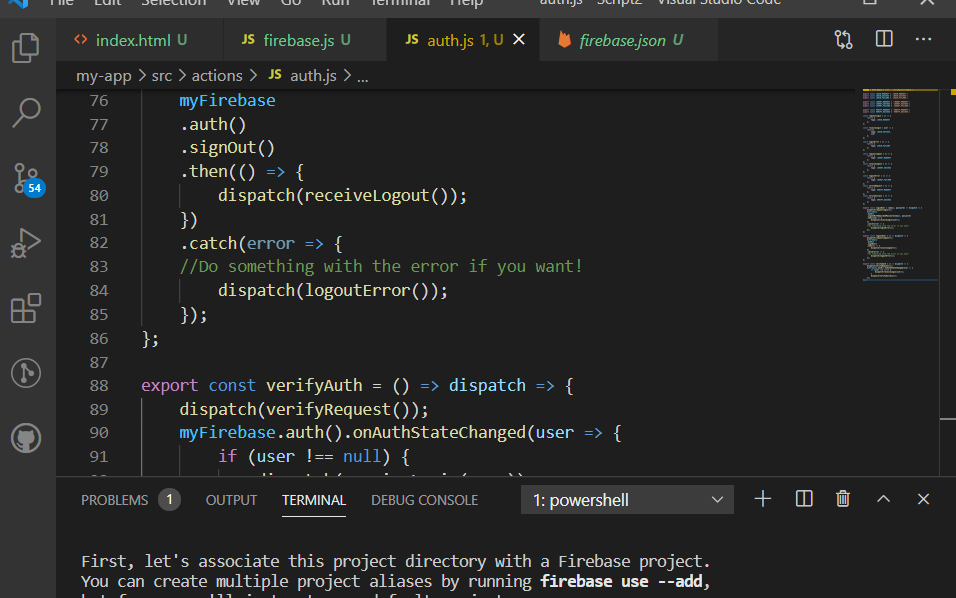 File Edit Selection View Go Run Terminal Help auth.js - Script2 - Visual Studio Code
<> index.html U JS firebase.js U JS auth.js 1, U firebase.json U
my-app > src > actions > JS auth.js > ...
76 myFirebase
77 .auth()
78 .signOut()
79 .then(() => {
80 dispatch(receiveLogout());
81 })
82 .catch(error => {
83 //Do something with the error if you want!
84 dispatch(logoutError());
85 });
86 };
87
88 export const verifyAuth = () => dispatch => {
89 dispatch(verifyRequest());
90 myFirebase.auth().onAuthStateChanged(user => {
91 if (user !== null) {
54
PROBLEMS 1 OUTPUT TERMINAL DEBUG CONSOLE 1: powershell
First, let's associate this project directory with a Firebase project.
You can create multiple project aliases by running firebase use --add,